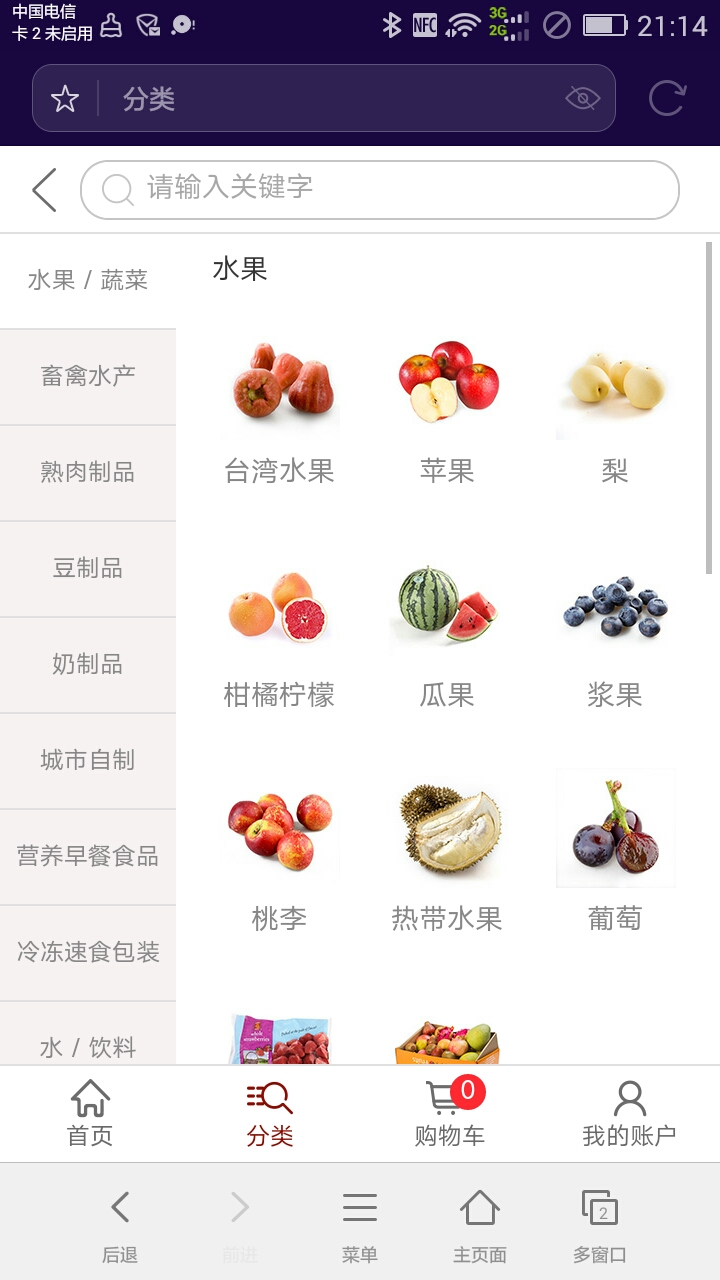 中国电信
卡 2 未启用
NFC
3G
2G
21:14
分类
请输入关键字
水果 / 蔬菜
水果
畜禽水产
熟肉制品
豆制品
奶制品
城市自制
营养早餐食品
冷冻速食包装
水 / 饮料
台湾水果
苹果
梨
柑橘柠檬
瓜果
浆果
桃李
热带水果
葡萄
whole
strawberries
首页
分类
0
购物车
我的账户
后退
前进
菜单
主页面
2
多窗口